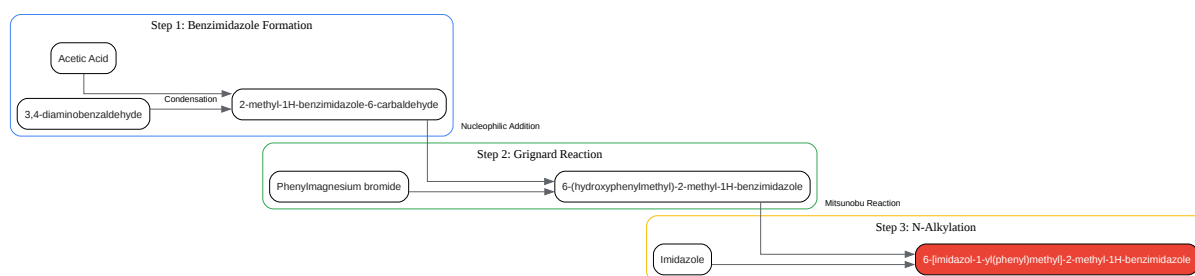 Step 1: Benzimidazole Formation
Acetic Acid
3,4-diaminobenzaldehyde
Condensation
2-methyl-1H-benzimidazole-6-carbaldehyde
Nucleophilic Addition
Step 2: Grignard Reaction
Phenylmagnesium bromide
6-(hydroxyphenylmethyl)-2-methyl-1H-benzimidazole
Mitsunobu Reaction
Step 3: N-Alkylation
Imidazole
6-[imidazol-1-yl(phenyl)methyl]-2-methyl-1H-benzimidazole